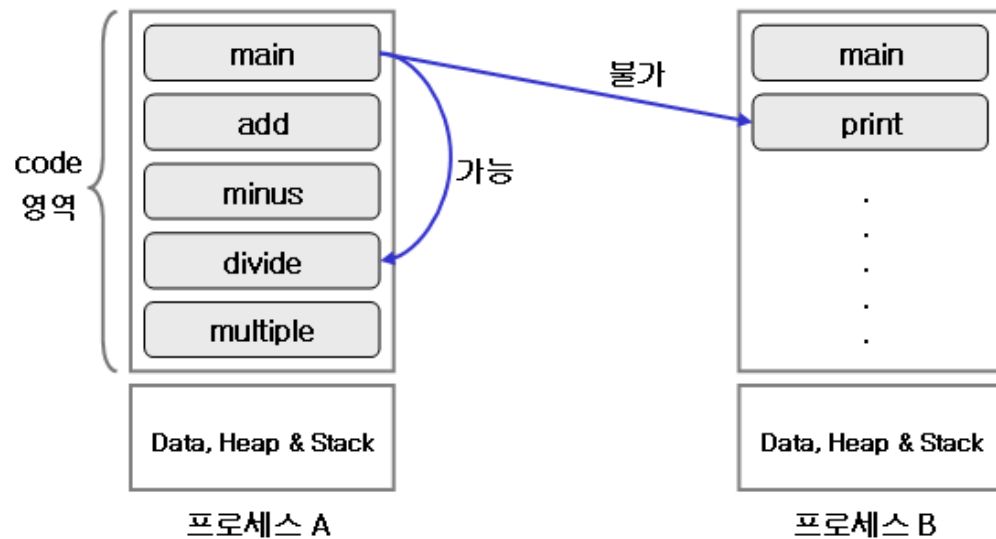 main
add
minus
divide
multiple
code
영역
가능
불가
main
print
.
.
.
.
.
Data, Heap & Stack
Data, Heap & Stack
프로세스 A
프로세스 B